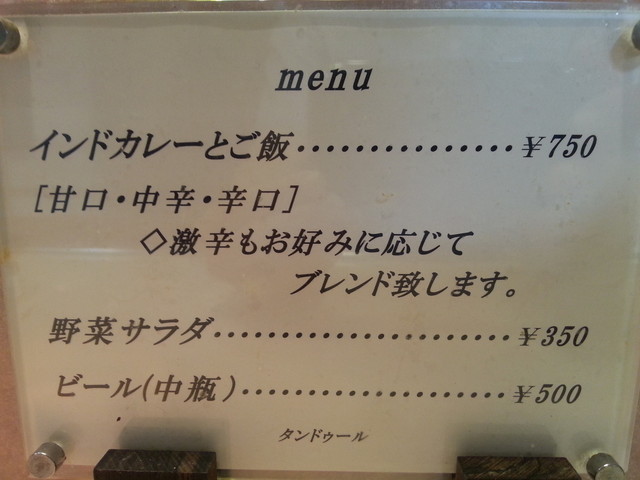 menu
インドカレーとご飯・・・・・・・・・・・・・・・¥750
[甘口・中辛・辛口]
◇激辛もお好みに応じて
ブレンド致します。
野菜サラダ・・・・・・・・・・・・・・・・・・・・・・・¥350
ビール(中瓶)・・・・・・・・・・・・・・・・・・・・・¥500
タンドゥール